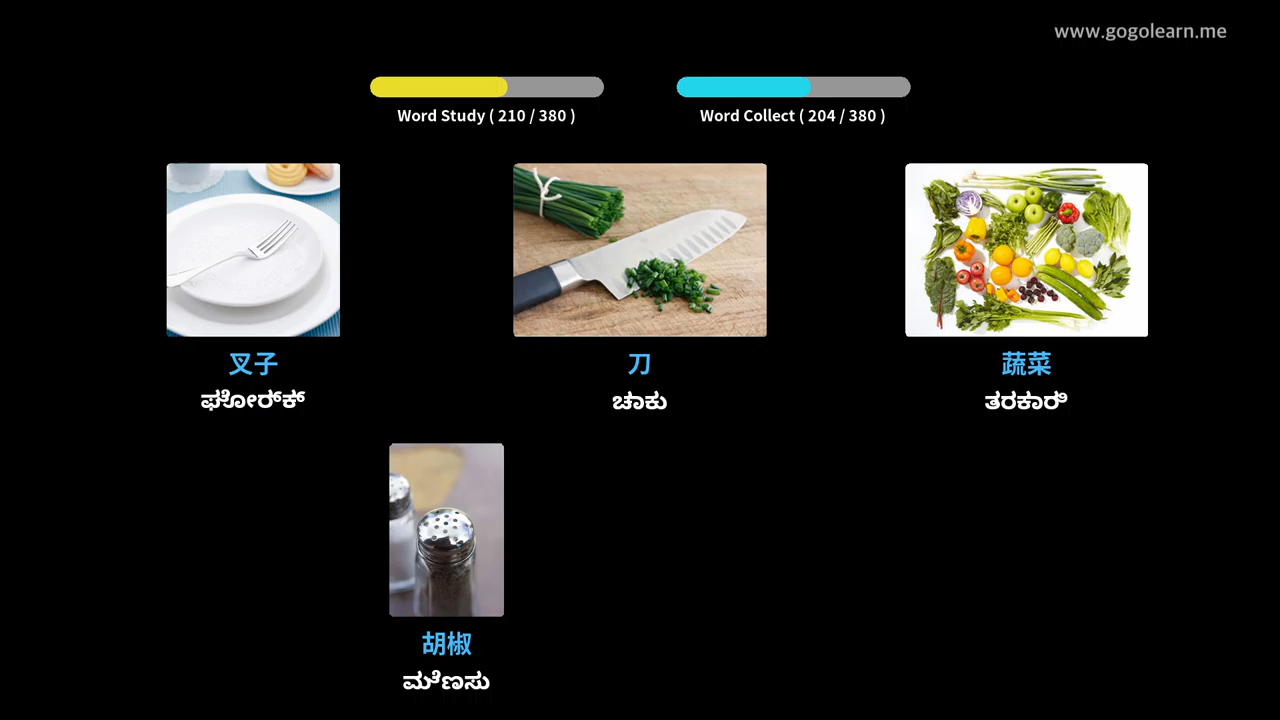 www.gogolearn.me
Word Study ( 210 / 380 )
Word Collect ( 204 / 380 )
叉子
ಫೋರ್ಕ್
刀
ಚಾಕು
蔬菜
ತರಕಾರಿ
胡椒
ಮೆಣಸು